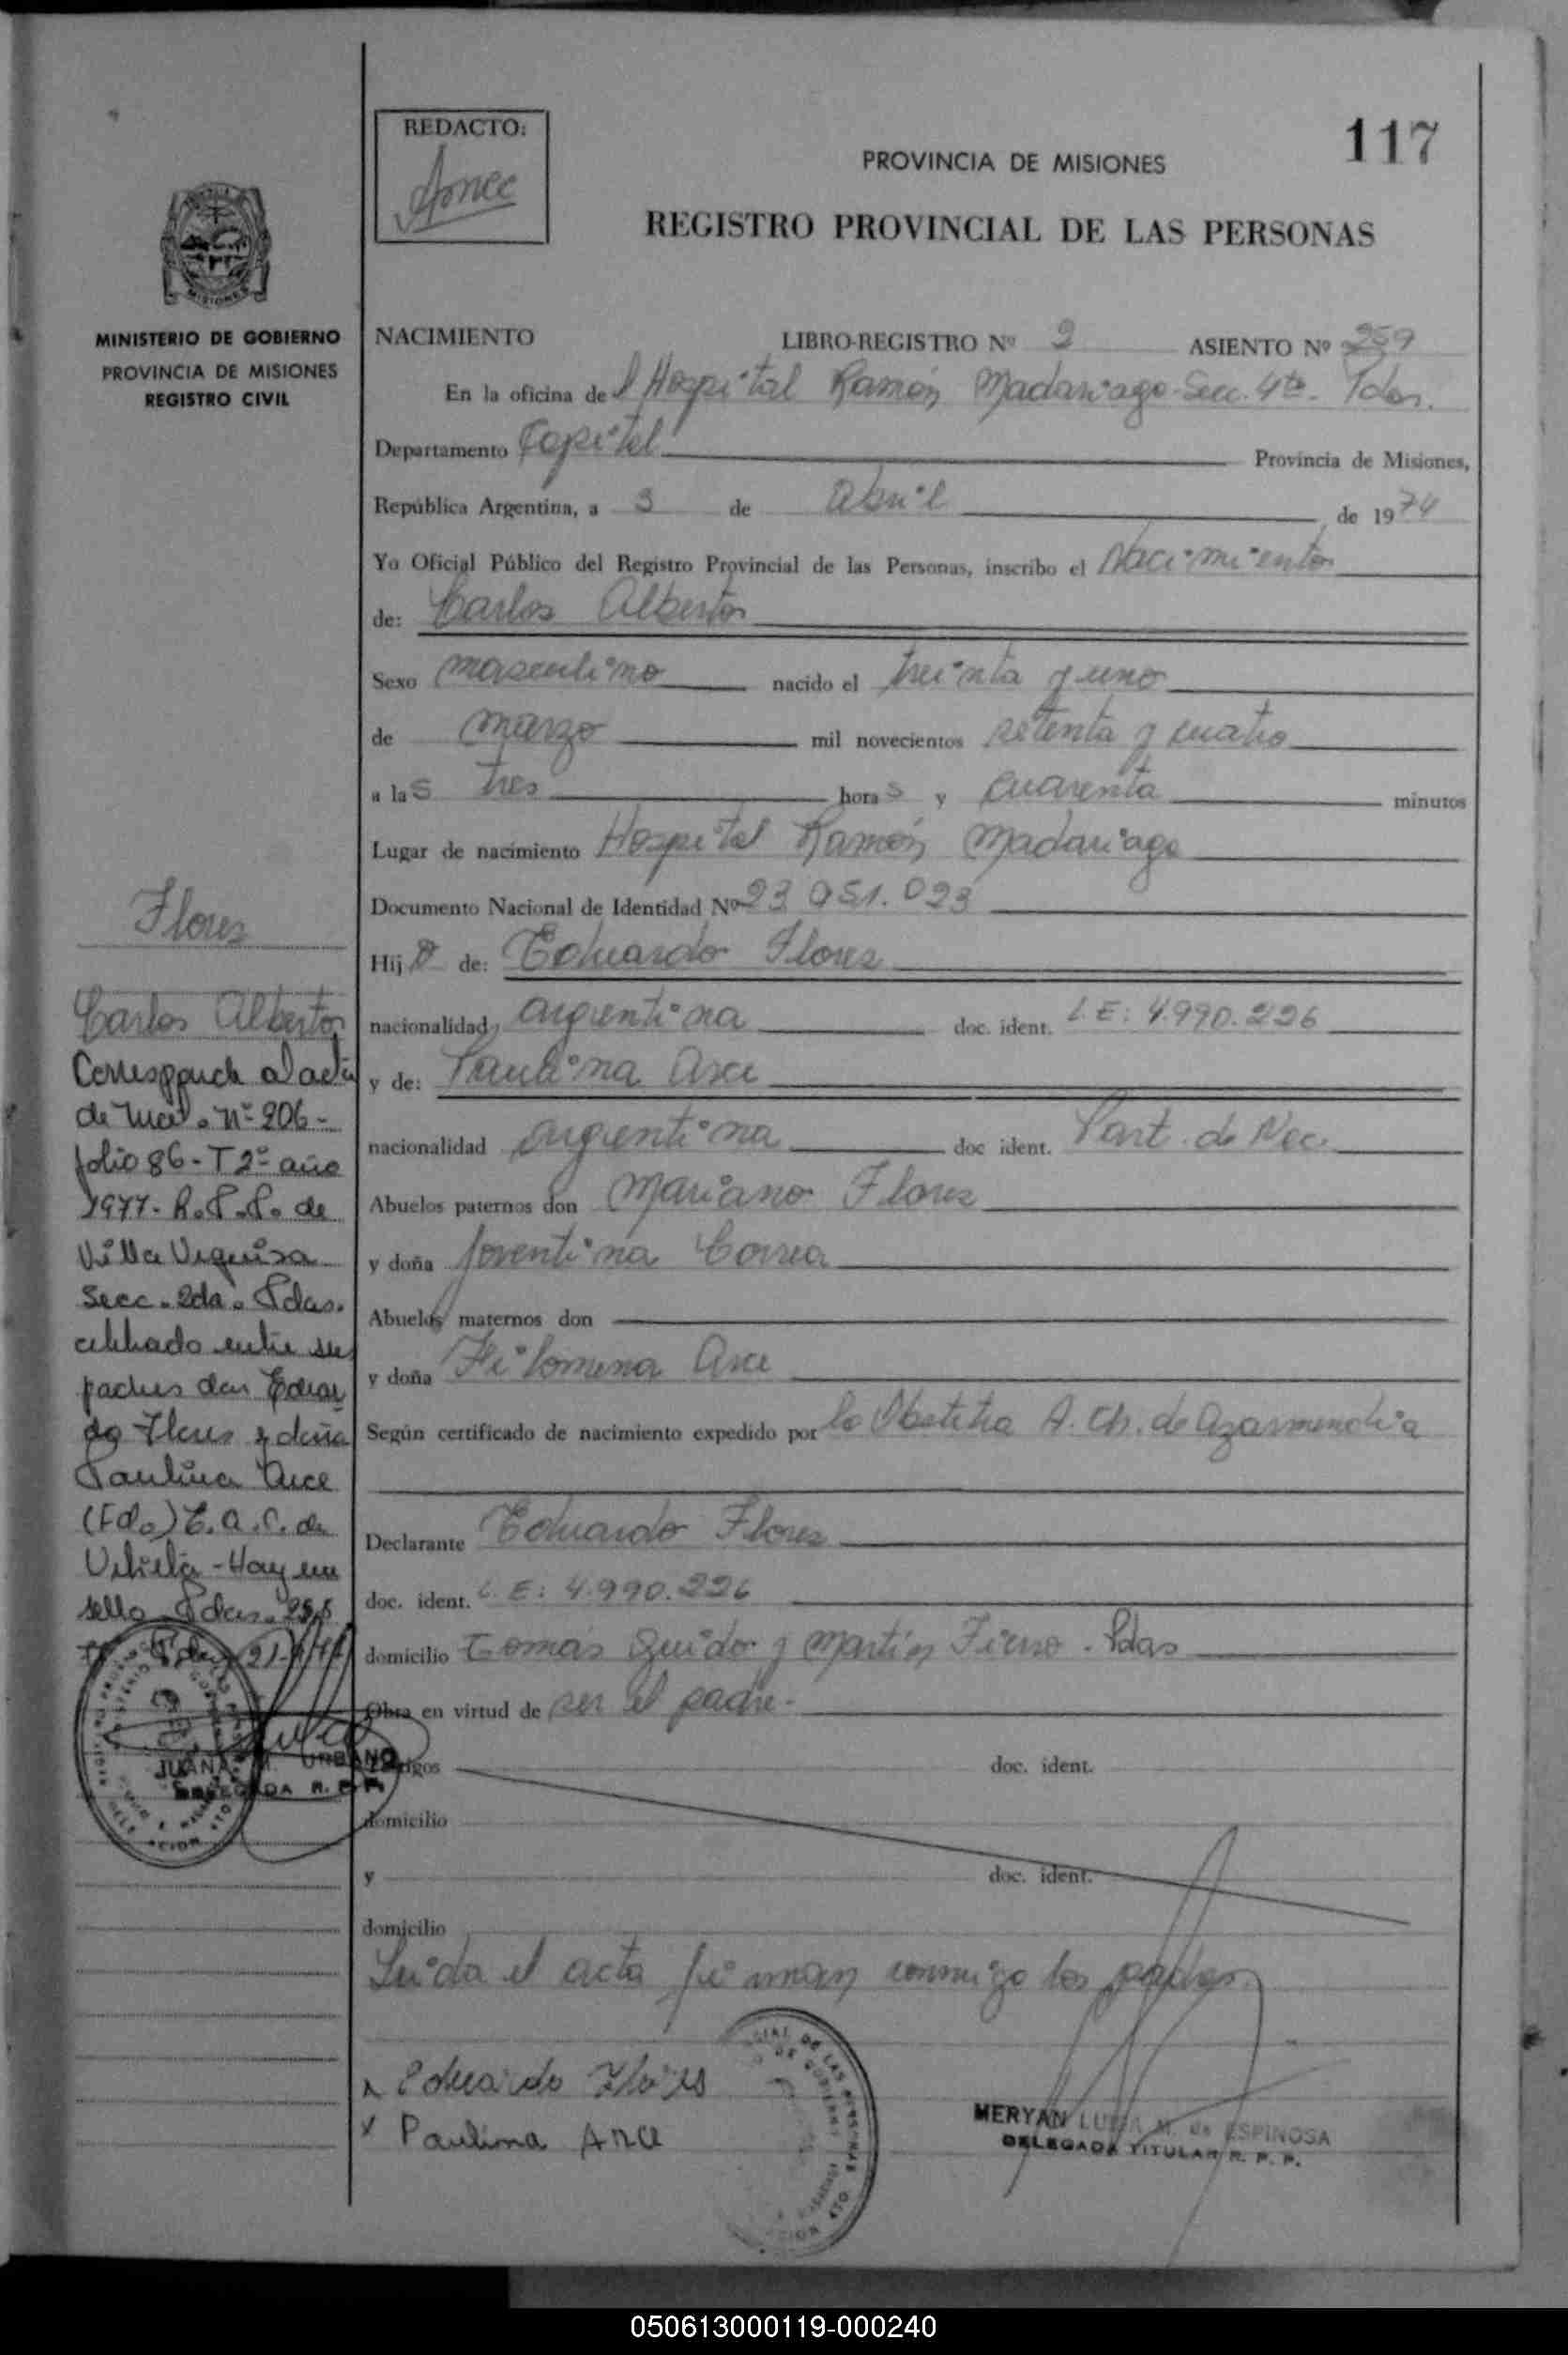 117
REDACTO:
PROVINCIA DE MISIONES
REGISTRO PROVINCIAL DE LAS PERSONAS
MISIONES
MINISTERIO DE GOBIERNO
PROVINCIA DE MISIONES
REGISTRO CIVIL
NACIMIENTO LIBRO-REGISTRO Nº 2 ASIENTO Nº 259
En la oficina del Hospital Ramón Madariaga - Secc. 4ta. Pdas.
Departamento Capital Provincia de Misiones,
República Argentina, a 3 de abril de 1974
Yo Oficial Público del Registro Provincial de las Personas, inscribo el Nacimiento
de: Carlos Alberto
Sexo masculino nacido el treinta y uno
de marzo mil novecientos setenta y cuatro
a las tres horas y cuarenta minutos
Lugar de nacimiento Hospital Ramón Madariaga
Documento Nacional de Identidad Nº 23 951.023
Hijo de: Eduardo Flores
nacionalidad argentina doc. ident. L.E: 4.990.226
y de: Paulina Arce
nacionalidad argentina doc ident. Part. de Nac.
Abuelos paternos don Mariano Flores
y doña Joventina Correa
Abuelos maternos don
y doña Filomena Arce
Según certificado de nacimiento expedido por la Obstetra A. Ch. de Azarmendia
Declarante Eduardo Flores
doc. ident. L.E: 4.990.226
domicilio Tomás Guido y Martín Fierro - Pdas
Obra en virtud de ser el padre.-
Testigos doc. ident.
domicilio
y doc. ident.
domicilio
Leída el acta firman conmigo los padres.
x Eduardo Flores
x Paulina Arce
MERYAN LUISA M. de ESPINOSA
DELEGADA TITULAR R. P. P.
Flores
Carlos Alberto
Corresponde al acta
de Mat. Nº 206-
folio 86 - T 2º año
1977- R.P.P. de
Villa Urquiza
Secc. 2da. Pdas.
celebrado entre sus
padres don Eduar
do Flores y doña
Paulina Arce
(Fdo) E. A. C. de
Urbieta - Hay un
sello Pdas.
JUANA M. URBANO
DELEGADA R. P. P.
050613000119-000240